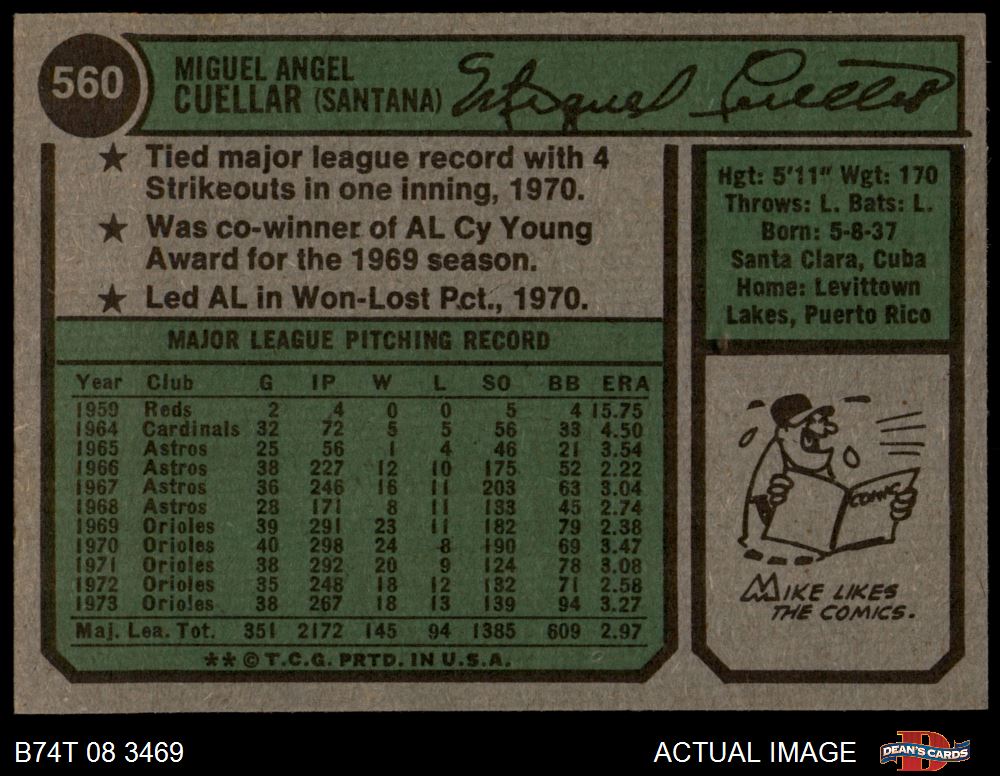 560
MIGUEL ANGEL
CUELLAR (SANTANA)
Miguel Cuellar
★ Tied major league record with 4
Strikeouts in one inning, 1970.
★ Was co-winner of AL Cy Young
Award for the 1969 season.
★ Led AL in Won-Lost Pct., 1970.
Hgt: 5'11" Wgt: 170
Throws: L. Bats: L.
Born: 5-8-37
Santa Clara, Cuba
Home: Levittown
Lakes, Puerto Rico
MAJOR LEAGUE PITCHING RECORD
Year Club G IP W L SO BB ERA
1959 Reds 2 4 0 0 5 4 15.75
1964 Cardinals 32 72 5 5 56 33 4.50
1965 Astros 25 56 1 4 46 21 3.54
1966 Astros 38 227 12 10 175 52 2.22
1967 Astros 36 246 16 11 203 63 3.04
1968 Astros 28 171 8 11 133 45 2.74
1969 Orioles 39 291 23 11 182 79 2.38
1970 Orioles 40 298 24 8 190 69 3.47
1971 Orioles 38 292 20 9 124 78 3.08
1972 Orioles 35 248 18 12 132 71 2.58
1973 Orioles 38 267 18 13 139 94 3.27
Maj. Lea. Tot. 351 2172 145 94 1385 609 2.97
** © T.C.G. PRTD. IN U.S.A.
COMICS
MIKE LIKES
THE COMICS.
B74T 08 3469
ACTUAL IMAGE
D
DEAN'S CARDS